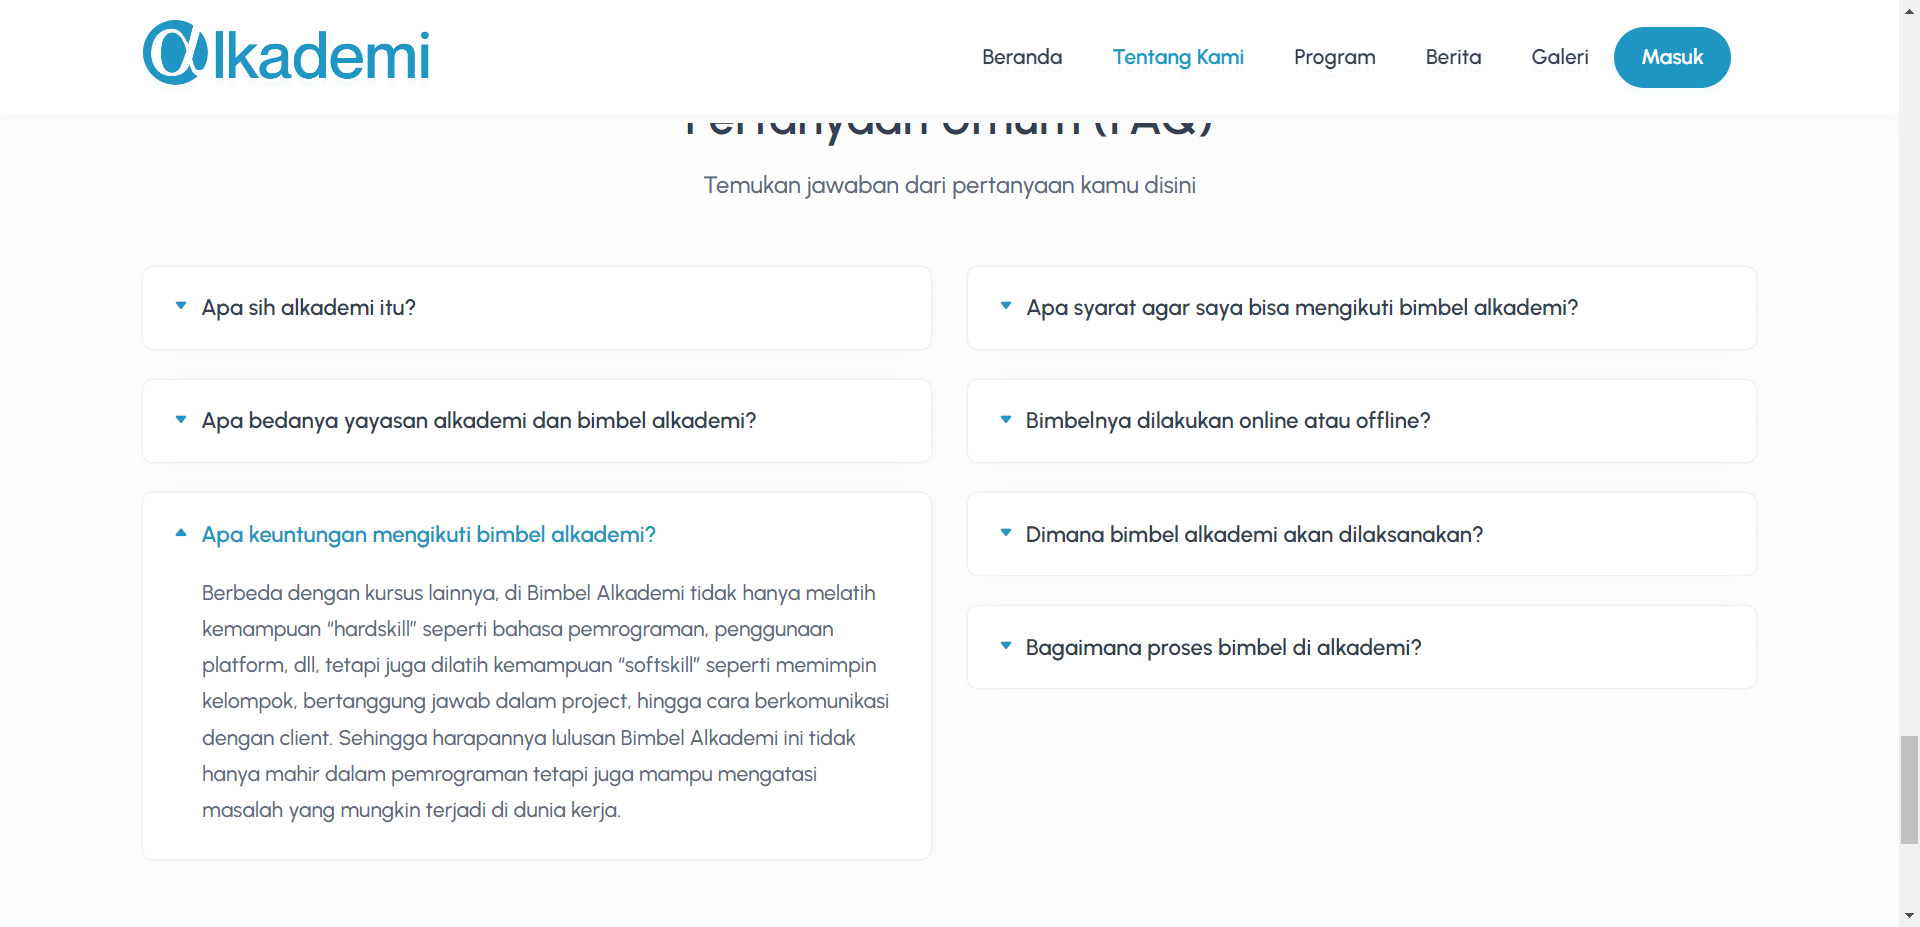 @lkademi
Beranda
Tentang Kami
Program
Berita
Galeri
Masuk
Pertanyaan Umum (FAQ)
Temukan jawaban dari pertanyaan kamu disini
Apa sih alkademi itu?
Apa bedanya yayasan alkademi dan bimbel alkademi?
Apa keuntungan mengikuti bimbel alkademi?
Berbeda dengan kursus lainnya, di Bimbel Alkademi tidak hanya melatih
kemampuan “hardskill” seperti bahasa pemrograman, penggunaan
platform, dll, tetapi juga dilatih kemampuan “softskill” seperti memimpin
kelompok, bertanggung jawab dalam project, hingga cara berkomunikasi
dengan client. Sehingga harapannya lulusan Bimbel Alkademi ini tidak
hanya mahir dalam pemrograman tetapi juga mampu mengatasi
masalah yang mungkin terjadi di dunia kerja.
Apa syarat agar saya bisa mengikuti bimbel alkademi?
Bimbelnya dilakukan online atau offline?
Dimana bimbel alkademi akan dilaksanakan?
Bagaimana proses bimbel di alkademi?